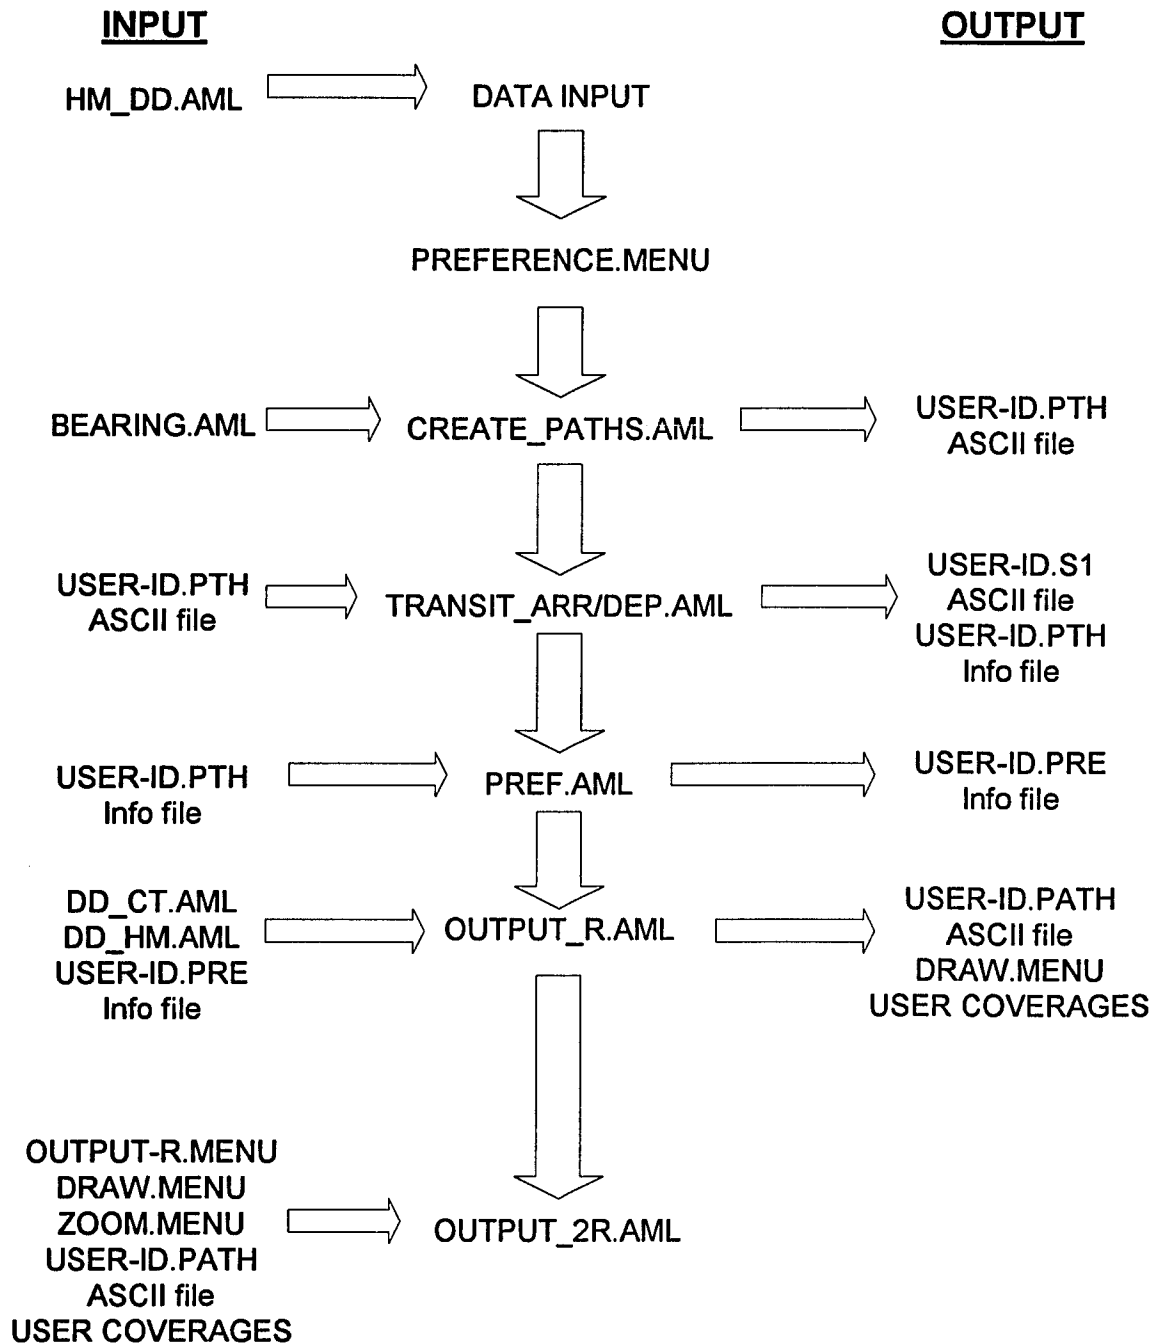 INPUT
OUTPUT
HM_DD.AML
DATA INPUT
PREFERENCE.MENU
BEARING.AML
CREATE_PATHS.AML
USER-ID.PTH
ASCII file
USER-ID.PTH
ASCII file
TRANSIT_ARR/DEP.AML
USER-ID.S1
ASCII file
USER-ID.PTH
Info file
USER-ID.PTH
Info file
PREF.AML
USER-ID.PRE
Info file
DD_CT.AML
DD_HM.AML
USER-ID.PRE
Info file
OUTPUT_R.AML
USER-ID.PATH
ASCII file
DRAW.MENU
USER COVERAGES
OUTPUT-R.MENU
DRAW.MENU
ZOOM.MENU
USER-ID.PATH
ASCII file
USER COVERAGES
OUTPUT_2R.AML